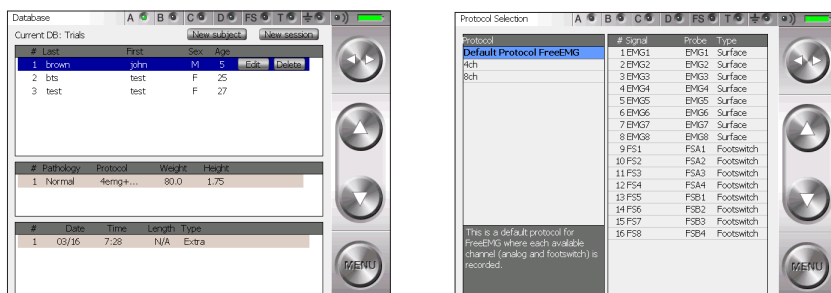 Database A B C D FS T
Current DB: Trials New subject New session
# Last First Sex Age
1 brown john M 5 Edit Delete
2 bts test F 25
3 test test F 27
# Pathology Protocol Weight Height
1 Normal 4emg+... 80.0 1.75
# Date Time Length Type
1 03/16 7:28 N/A Extra
MENU
Protocol Selection A B C D FS T
Protocol
Default Protocol FreeEMG
4ch
8ch
This is a default protocol for
FreeEMG where each available
channel (analog and footswitch) is
recorded.
# Signal Probe Type
1 EMG1 EMG1 Surface
2 EMG2 EMG2 Surface
3 EMG3 EMG3 Surface
4 EMG4 EMG4 Surface
5 EMG5 EMG5 Surface
6 EMG6 EMG6 Surface
7 EMG7 EMG7 Surface
8 EMG8 EMG8 Surface
9 FS1 FSA1 Footswitch
10 FS2 FSA2 Footswitch
11 FS3 FSA3 Footswitch
12 FS4 FSA4 Footswitch
13 FS5 FSB1 Footswitch
14 FS6 FSB2 Footswitch
15 FS7 FSB3 Footswitch
16 FS8 FSB4 Footswitch
MENU